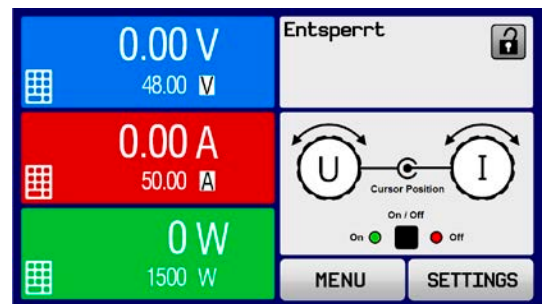 0.00 V
48.00 V
0.00 A
50.00 A
0 W
1500 W
Entsperrt
U
I
Cursor Position
On / Off
On
Off
MENU
SETTINGS